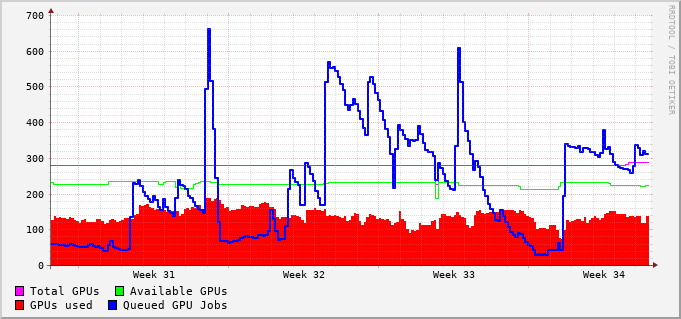 700
600
500
400
300
200
100
0
Week 31 Week 32 Week 33 Week 34
Total GPUs Available GPUs
GPUs used Queued GPU Jobs
RRDTOOL / TOBI OETIKER